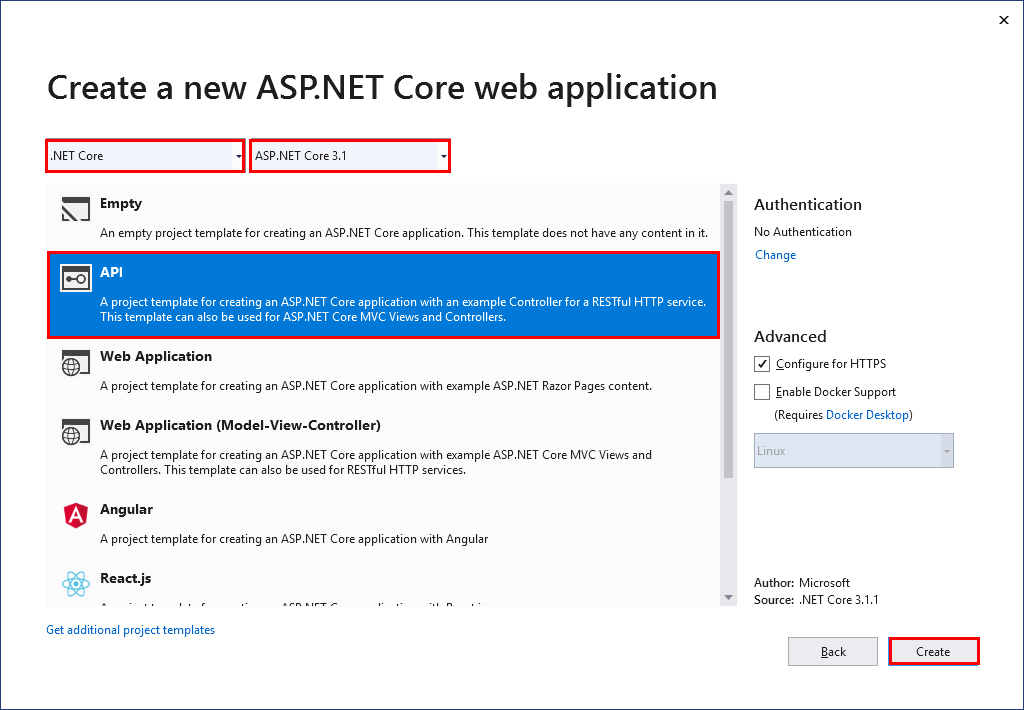 Create a new ASP.NET Core web application
.NET Core
ASP.NET Core 3.1
Empty
An empty project template for creating an ASP.NET Core application. This template does not have any content in it.
API
A project template for creating an ASP.NET Core application with an example Controller for a RESTful HTTP service.
This template can also be used for ASP.NET Core MVC Views and Controllers.
Web Application
A project template for creating an ASP.NET Core application with example ASP.NET Razor Pages content.
Web Application (Model-View-Controller)
A project template for creating an ASP.NET Core application with example ASP.NET Core MVC Views and
Controllers. This template can also be used for RESTful HTTP services.
Angular
A project template for creating an ASP.NET Core application with Angular
React.js
Get additional project templates
Authentication
No Authentication
Change
Advanced
Configure for HTTPS
Enable Docker Support
(Requires Docker Desktop)
Linux
Author: Microsoft
Source: .NET Core 3.1.1
Back
Create